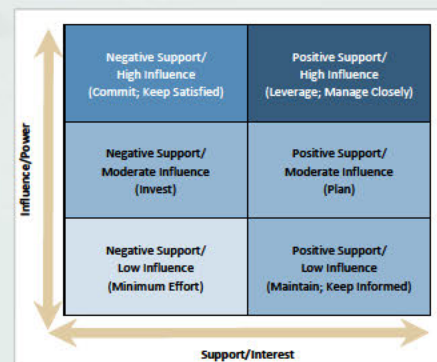 Negative Support/
High Influence
(Commit; Keep Satisfied)
Positive Support/
High Influence
(Leverage; Manage Closely)
Negative Support/
Moderate Influence
(Invest)
Positive Support/
Moderate Influence
(Plan)
Negative Support/
Low Influence
(Minimum Effort)
Positive Support/
Low Influence
(Maintain; Keep Informed)
Influence/Power
Support/Interest